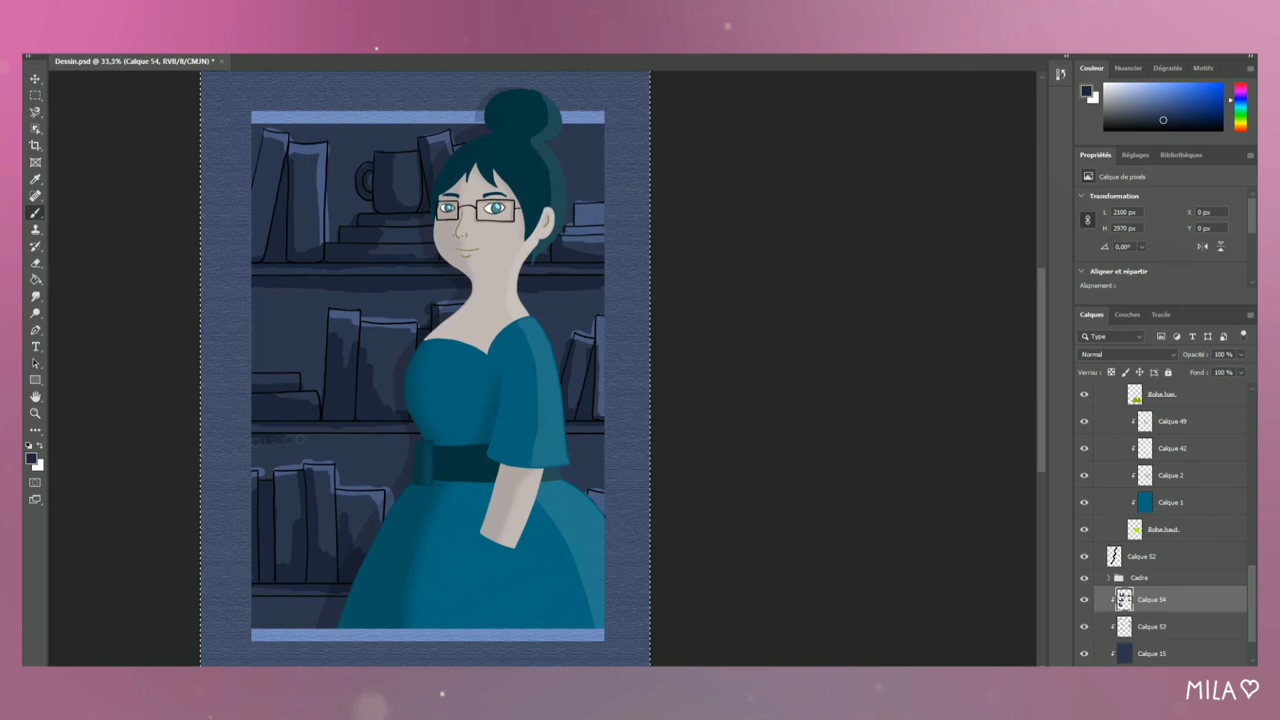 Dessin.psd @ 33,3% (Calque 54, RVB/8/CMJN) * ×
Couleur Nuancier Dégradés Motifs
Propriétés Réglages Bibliothèques
Calque de pixels
Transformation
L 2100 px X 0 px
H 2970 px Y 0 px
0,00°
Aligner et répartir
Alignement :
Calques Couches Tracés
Type
Normal Opacité : 100 %
Verrou : Fond : 100 %
Robe bas
Calque 49
Calque 42
Calque 2
Calque 1
Robe haut
Calque 52
Cadre
Calque 54
Calque 53
Calque 15
MILA